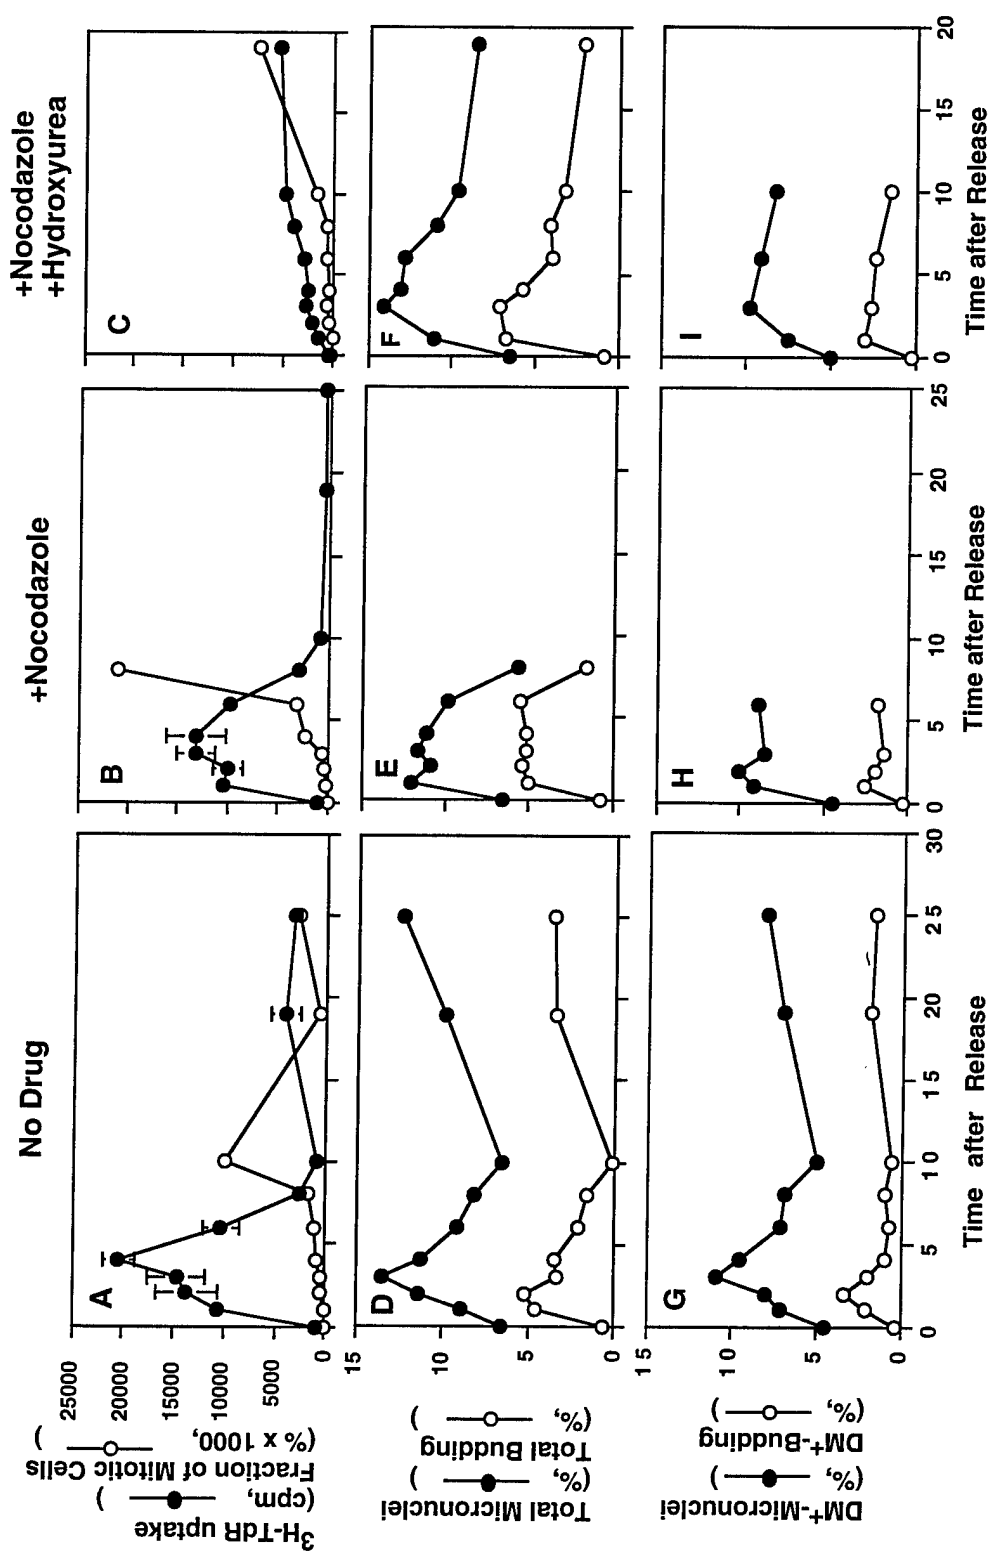 No Drug
+Nocodazole
+Nocodazole
+Hydroxyurea
3H-TdR uptake
(cpm, )
Fraction of Mitotic Cells
(% x 1000, )
25000
20000
15000
10000
5000
0
A
B
C
Total Micronuclei
(%, )
Total Budding
(%, )
15
10
5
0
D
E
F
DM+-Micronuclei
(%, )
DM+-Budding
(%, )
15
10
5
0
G
H
I
0 5 10 15 20 25 30
0 5 10 15 20 25
0 5 10 15 20
Time after Release
Time after Release
Time after Release